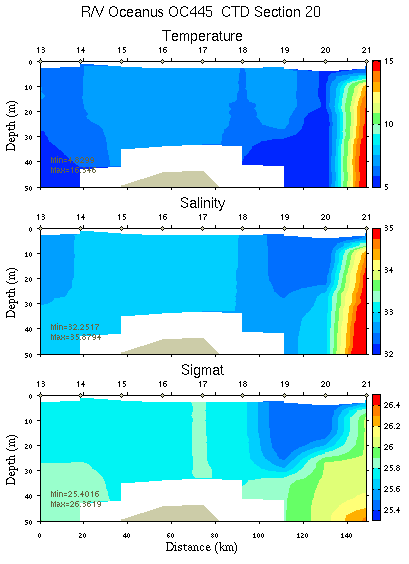 R/V Oceanus OC445 CTD Section 20
Temperature
13 14 15 16 17 18 19 20 21
Depth (m)
0 10 20 30 40 50
15 10 5
Salinity
13 14 15 16 17 18 19 20 21
Depth (m)
0 10 20 30 40 50
Min=32.2517
Max=35.8794
35 34 33 32
Sigmat
13 14 15 16 17 18 19 20 21
Depth (m)
0 10 20 30 40 50
Min=25.4016
Max=26.3619
26.4 26.2 26 25.8 25.6 25.4
0 20 40 60 80 100 120 140
Distance (km)